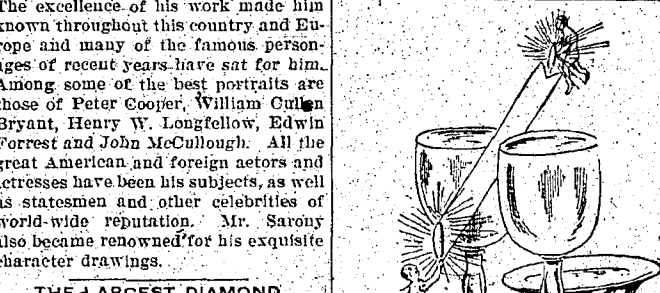 The excellence of his work made him
known throughout this country and Eu-
rope and many of the famous person-
ages of recent years have sat for him.
Among some of the best portraits are
those of Peter Cooper, William Cullen
Bryant, Henry W. Longfellow, Edwin
Forrest and John McCullough. All the
great American and foreign actors and
actresses have been his subjects, as well
as statesmen and other celebrities of
world-wide reputation. Mr. Sarony
also became renowned for his exquisite
character drawings.
THE LARGEST DIAMOND